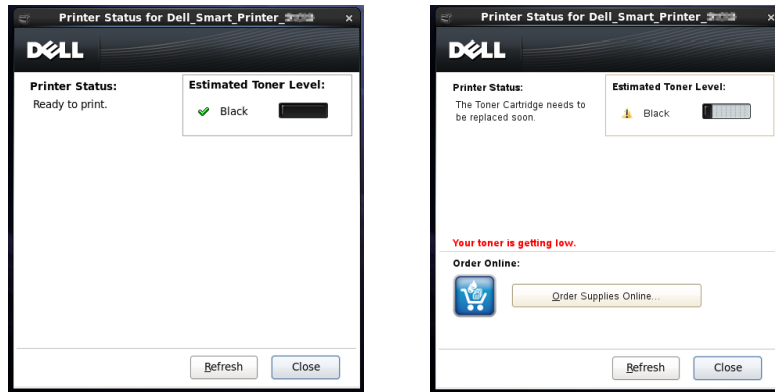 Printer Status for Dell_Smart_Printer_
DELL
Printer Status:
Ready to print.
Estimated Toner Level:
Black
Refresh
Close
Printer Status for Dell_Smart_Printer_
DELL
Printer Status:
The Toner Cartridge needs to
be replaced soon.
Estimated Toner Level:
Black
Your toner is getting low.
Order Online:
Order Supplies Online...
Refresh
Close